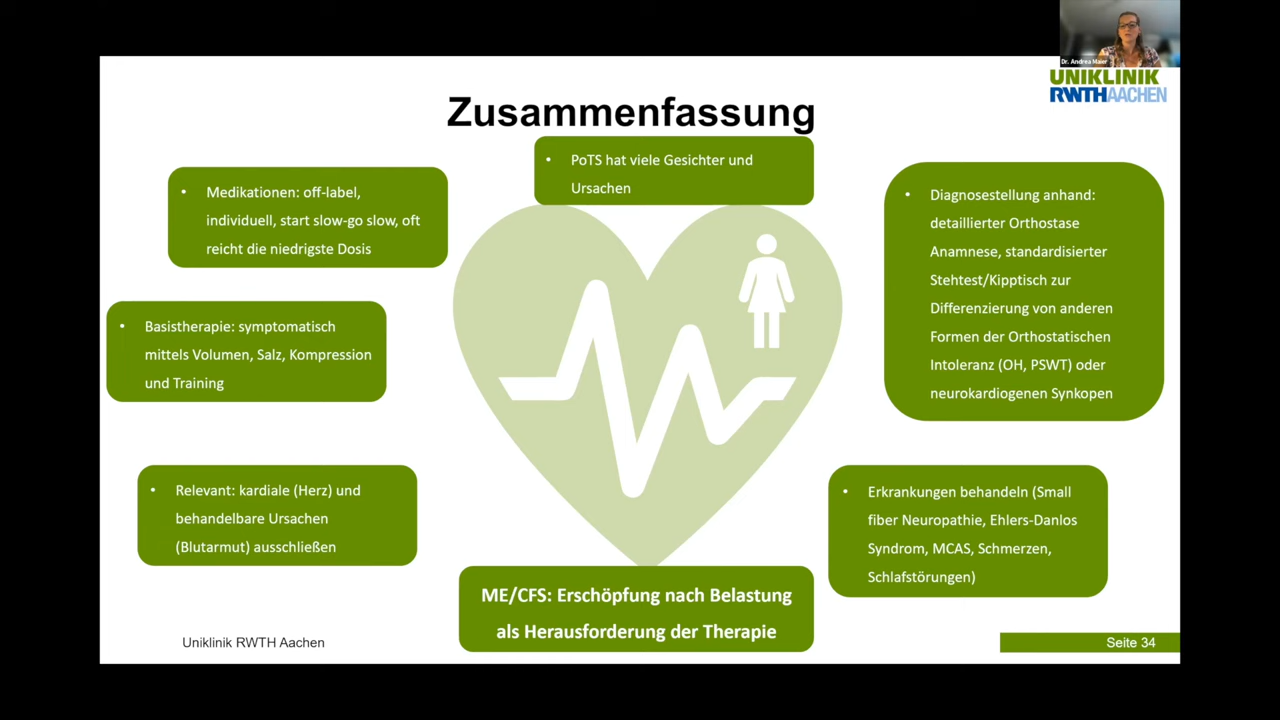 Dr. Andrea Maier
UNIKLINIK
RWTHAACHEN
Zusammenfassung
• PoTS hat viele Gesichter und
Ursachen
• Medikationen: off-label,
individuell, start slow-go slow, oft
reicht die niedrigste Dosis
• Diagnosestellung anhand:
detaillierter Orthostase
Anamnese, standardisierter
Stehtest/Kipptisch zur
Differenzierung von anderen
Formen der Orthostatischen
Intoleranz (OH, PSWT) oder
neurokardiogenen Synkopen
• Basistherapie: symptomatisch
mittels Volumen, Salz, Kompression
und Training
• Relevant: kardiale (Herz) und
behandelbare Ursachen
(Blutarmut) ausschließen
• Erkrankungen behandeln (Small
fiber Neuropathie, Ehlers-Danlos
Syndrom, MCAS, Schmerzen,
Schlafstörungen)
ME/CFS: Erschöpfung nach Belastung
als Herausforderung der Therapie
Uniklinik RWTH Aachen
Seite 34